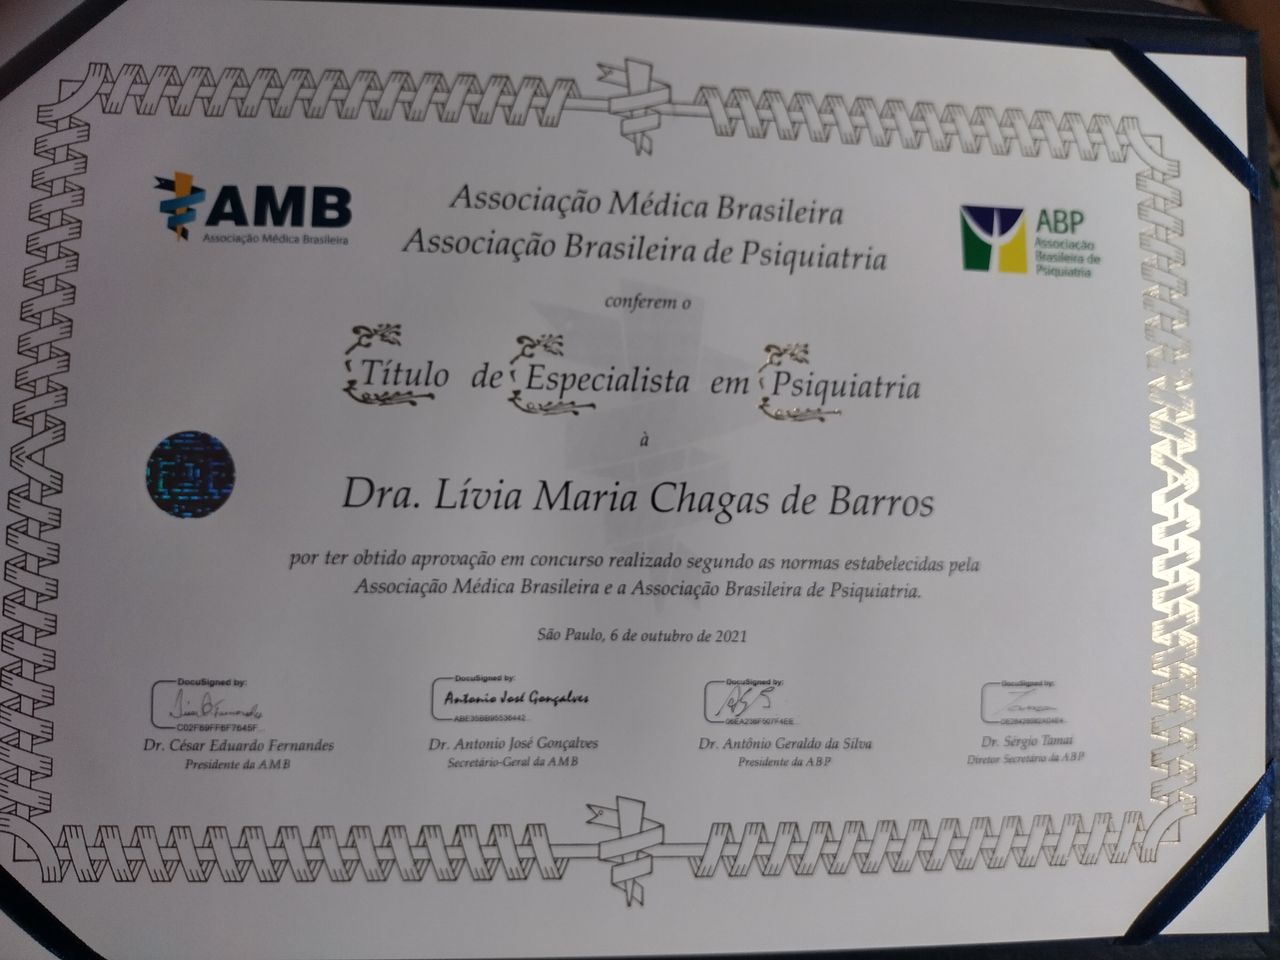 AMB
Associação Médica Brasileira
Associação Médica Brasileira
Associação Brasileira de Psiquiatria
ABP
Associação
Brasileira de
Psiquiatria
conferem o
Título de Especialista em Psiquiatria
à
Dra. Lívia Maria Chagas de Barros
por ter obtido aprovação em concurso realizado segundo as normas estabelecidas pela
Associação Médica Brasileira e a Associação Brasileira de Psiquiatria.
São Paulo, 6 de outubro de 2021
DocuSigned by:
C02F89FF6F7645F...
Dr. César Eduardo Fernandes
Presidente da AMB
DocuSigned by:
Antonio José Gonçalves
ABE35BB95536442...
Dr. Antonio José Gonçalves
Secretário-Geral da AMB
DocuSigned by:
Dr. Antônio Geraldo da Silva
Presidente da ABP
DocuSigned by:
Dr. Sérgio Tamai
Diretor Secretário da ABP